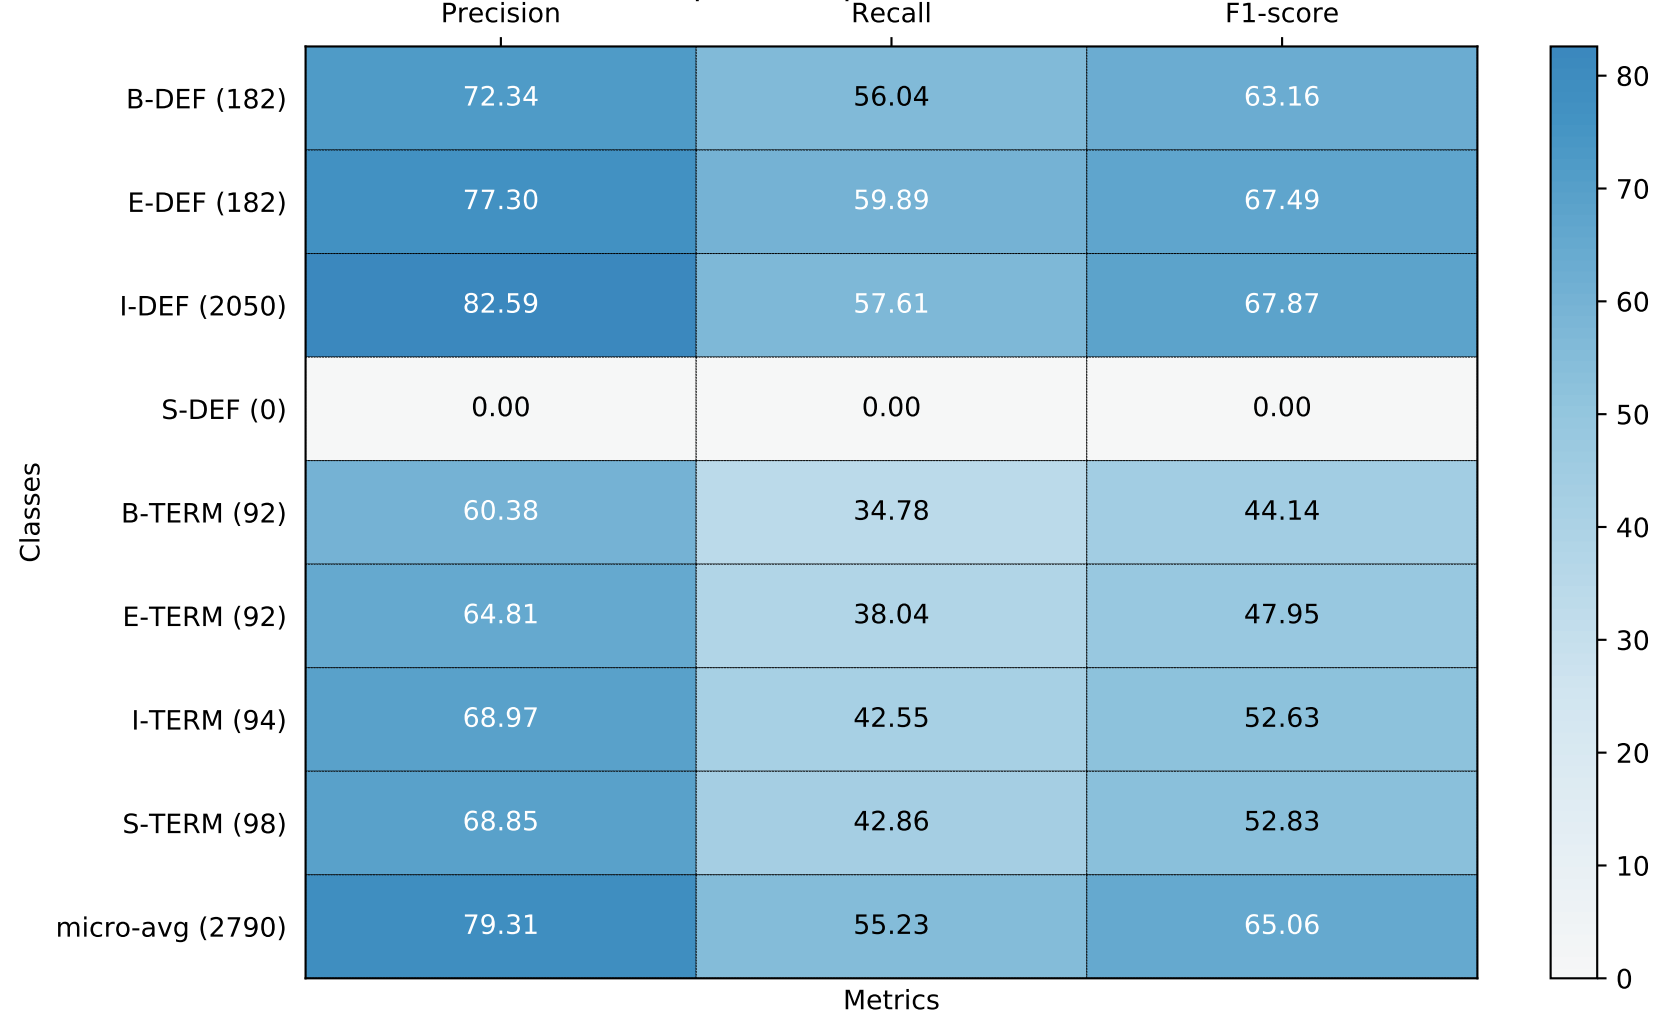 Precision Recall F1-score
B-DEF (182) 72.34 56.04 63.16
E-DEF (182) 77.30 59.89 67.49
I-DEF (2050) 82.59 57.61 67.87
S-DEF (0) 0.00 0.00 0.00
B-TERM (92) 60.38 34.78 44.14
E-TERM (92) 64.81 38.04 47.95
I-TERM (94) 68.97 42.55 52.63
S-TERM (98) 68.85 42.86 52.83
micro-avg (2790) 79.31 55.23 65.06
Classes
Metrics
80
70
60
50
40
30
20
10
0